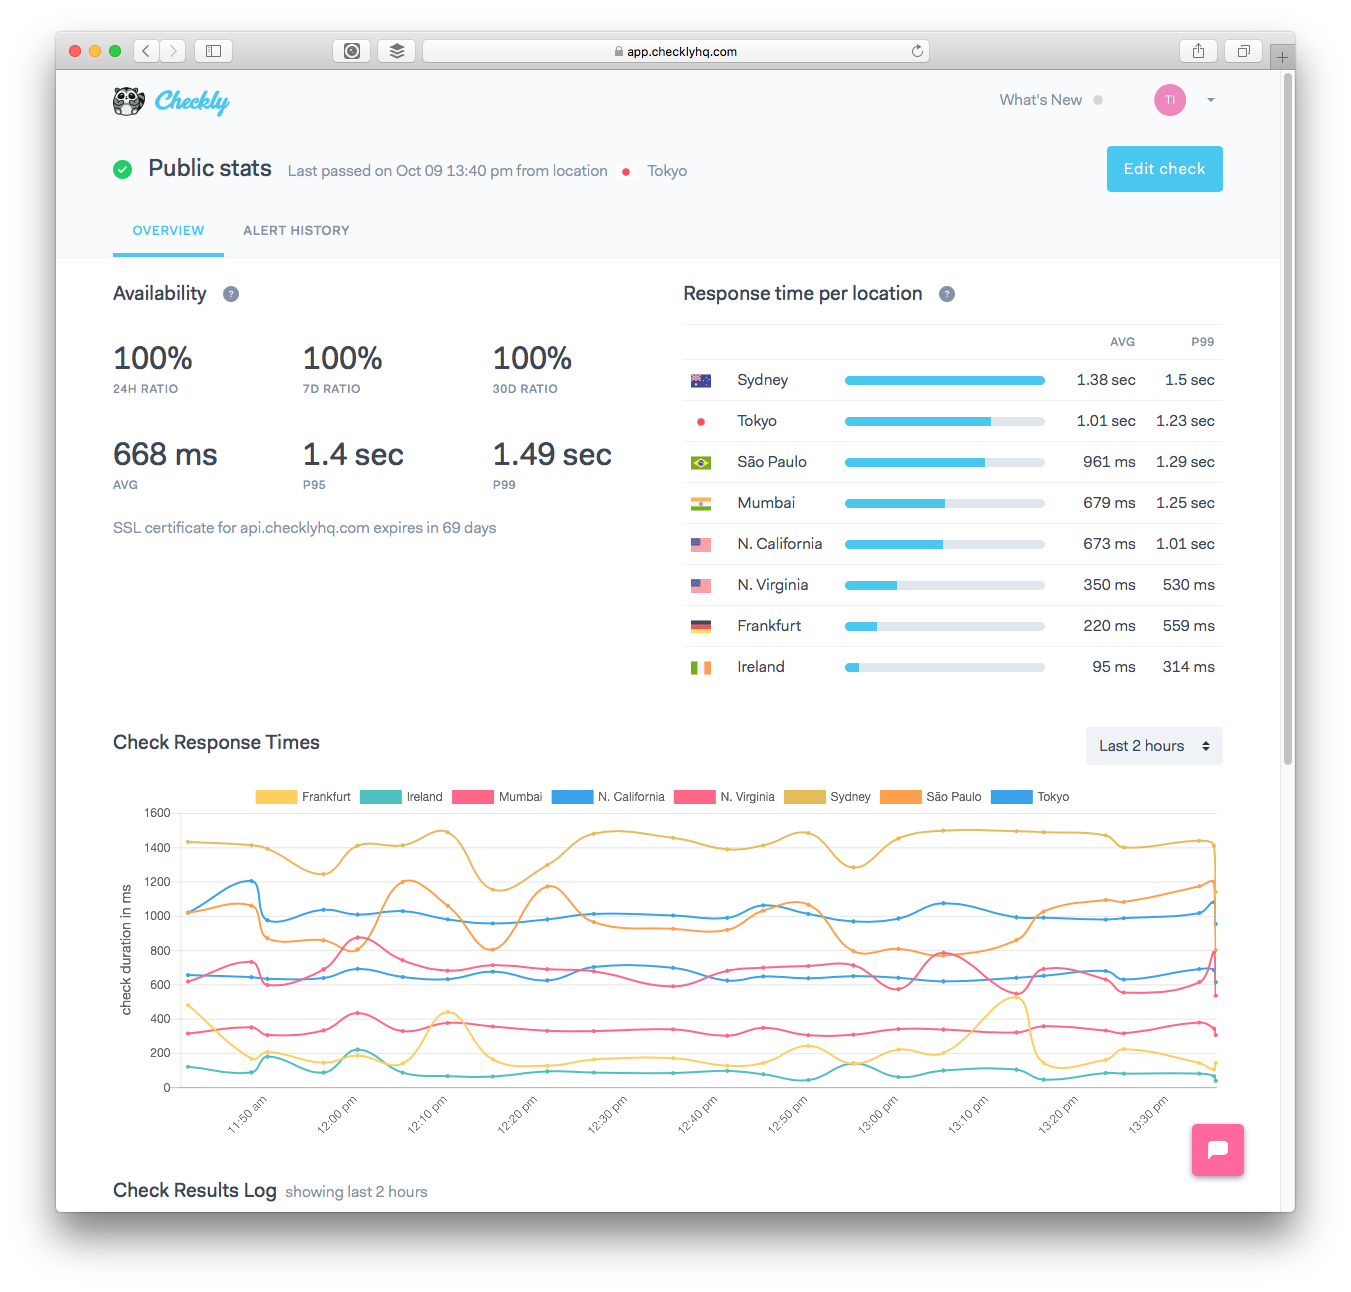 app.checklyhq.com
Checkly
What's New
TI
Public stats Last passed on Oct 09 13:40 pm from location Tokyo
Edit check
OVERVIEW ALERT HISTORY
Availability ?
100% 100% 100%
24H RATIO 7D RATIO 30D RATIO
668 ms 1.4 sec 1.49 sec
AVG P95 P99
SSL certificate for api.checklyhq.com expires in 69 days
Response time per location ?
AVG P99
Sydney 1.38 sec 1.5 sec
Tokyo 1.01 sec 1.23 sec
São Paulo 961 ms 1.29 sec
Mumbai 679 ms 1.25 sec
N. California 673 ms 1.01 sec
N. Virginia 350 ms 530 ms
Frankfurt 220 ms 559 ms
Ireland 95 ms 314 ms
Check Response Times
Last 2 hours
Frankfurt Ireland Mumbai N. California N. Virginia Sydney São Paulo Tokyo
check duration in ms
1600
1400
1200
1000
800
600
400
200
0
11:50 am 12:00 pm 12:10 pm 12:20 pm 12:30 pm 12:40 pm 12:50 pm 13:00 pm 13:10 pm 13:20 pm 13:30 pm
Check Results Log showing last 2 hours